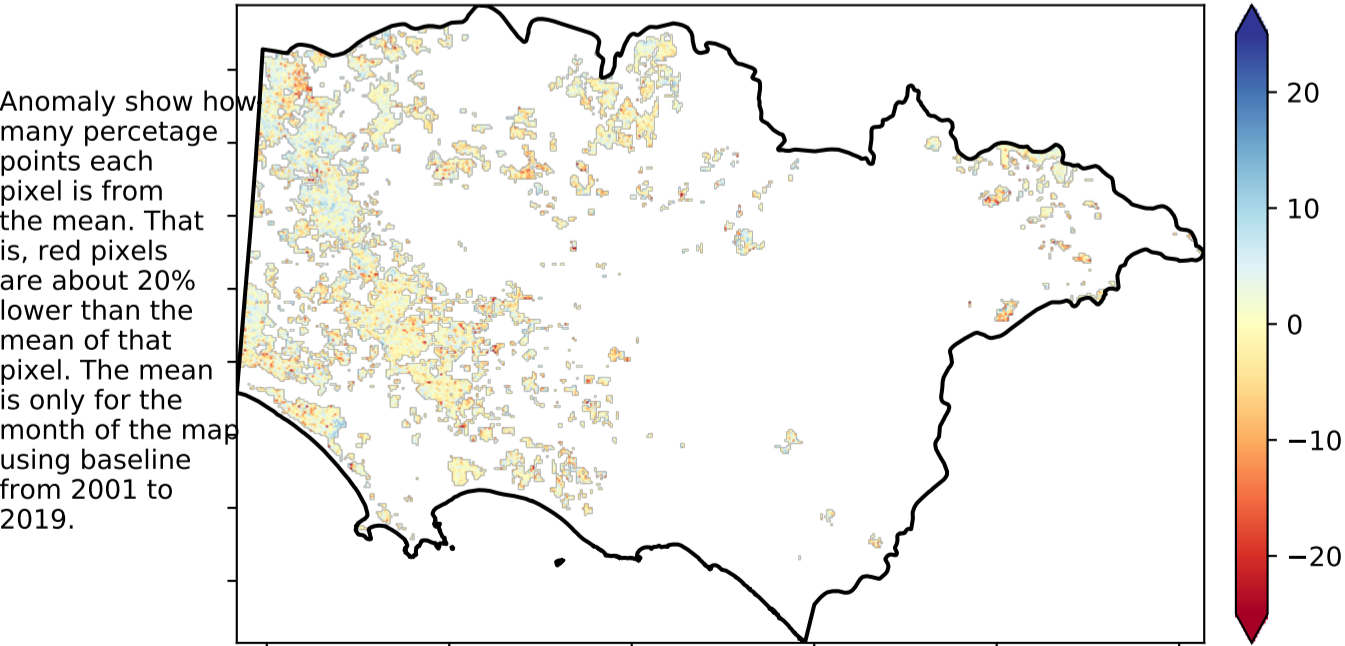 Anomaly show how
many percetage
points each
pixel is from
the mean. That
is, red pixels
are about 20%
lower than the
mean of that
pixel. The mean
is only for the
month of the map
using baseline
from 2001 to
2019.
20
10
0
−10
−20